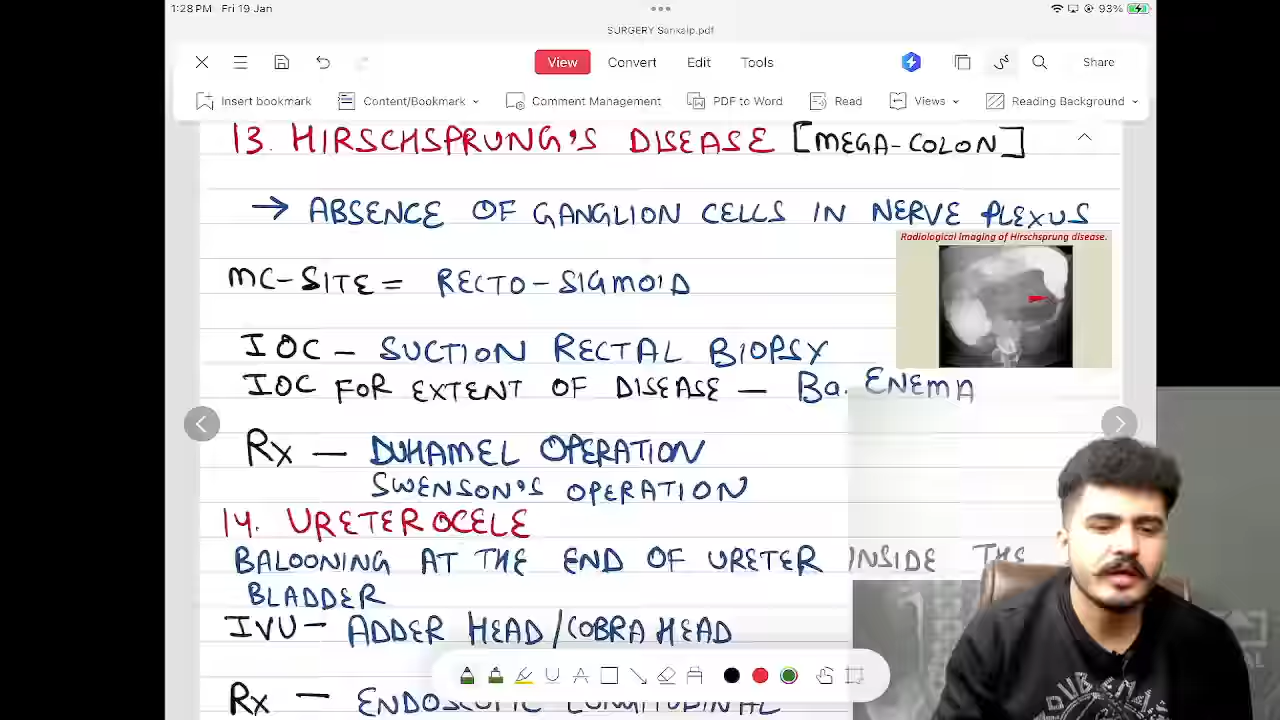 1:28 PM Fri 19 Jan
93%
SURGERY Sankalp.pdf
View Convert Edit Tools Share
Insert bookmark Content/Bookmark Comment Management PDF to Word Read Views Reading Background
13. HIRSCHSPRUNG'S DISEASE [MEGA-COLON]
→ ABSENCE OF GANGLION CELLS IN NERVE PLEXUS
Radiological imaging of Hirschsprung disease.
MC-SITE = RECTO-SIGMOID
IOC - SUCTION RECTAL BIOPSY
IOC FOR EXTENT OF DISEASE - Ba. ENEMA
Rx - DUHAMEL OPERATION
SWENSON'S OPERATION
14. URETEROCELE
BALOONING AT THE END OF URETER INSIDE THE
BLADDER
IVU - ADDER HEAD/COBRA HEAD
Rx - ENDOSCOPIC LONGITUDINAL